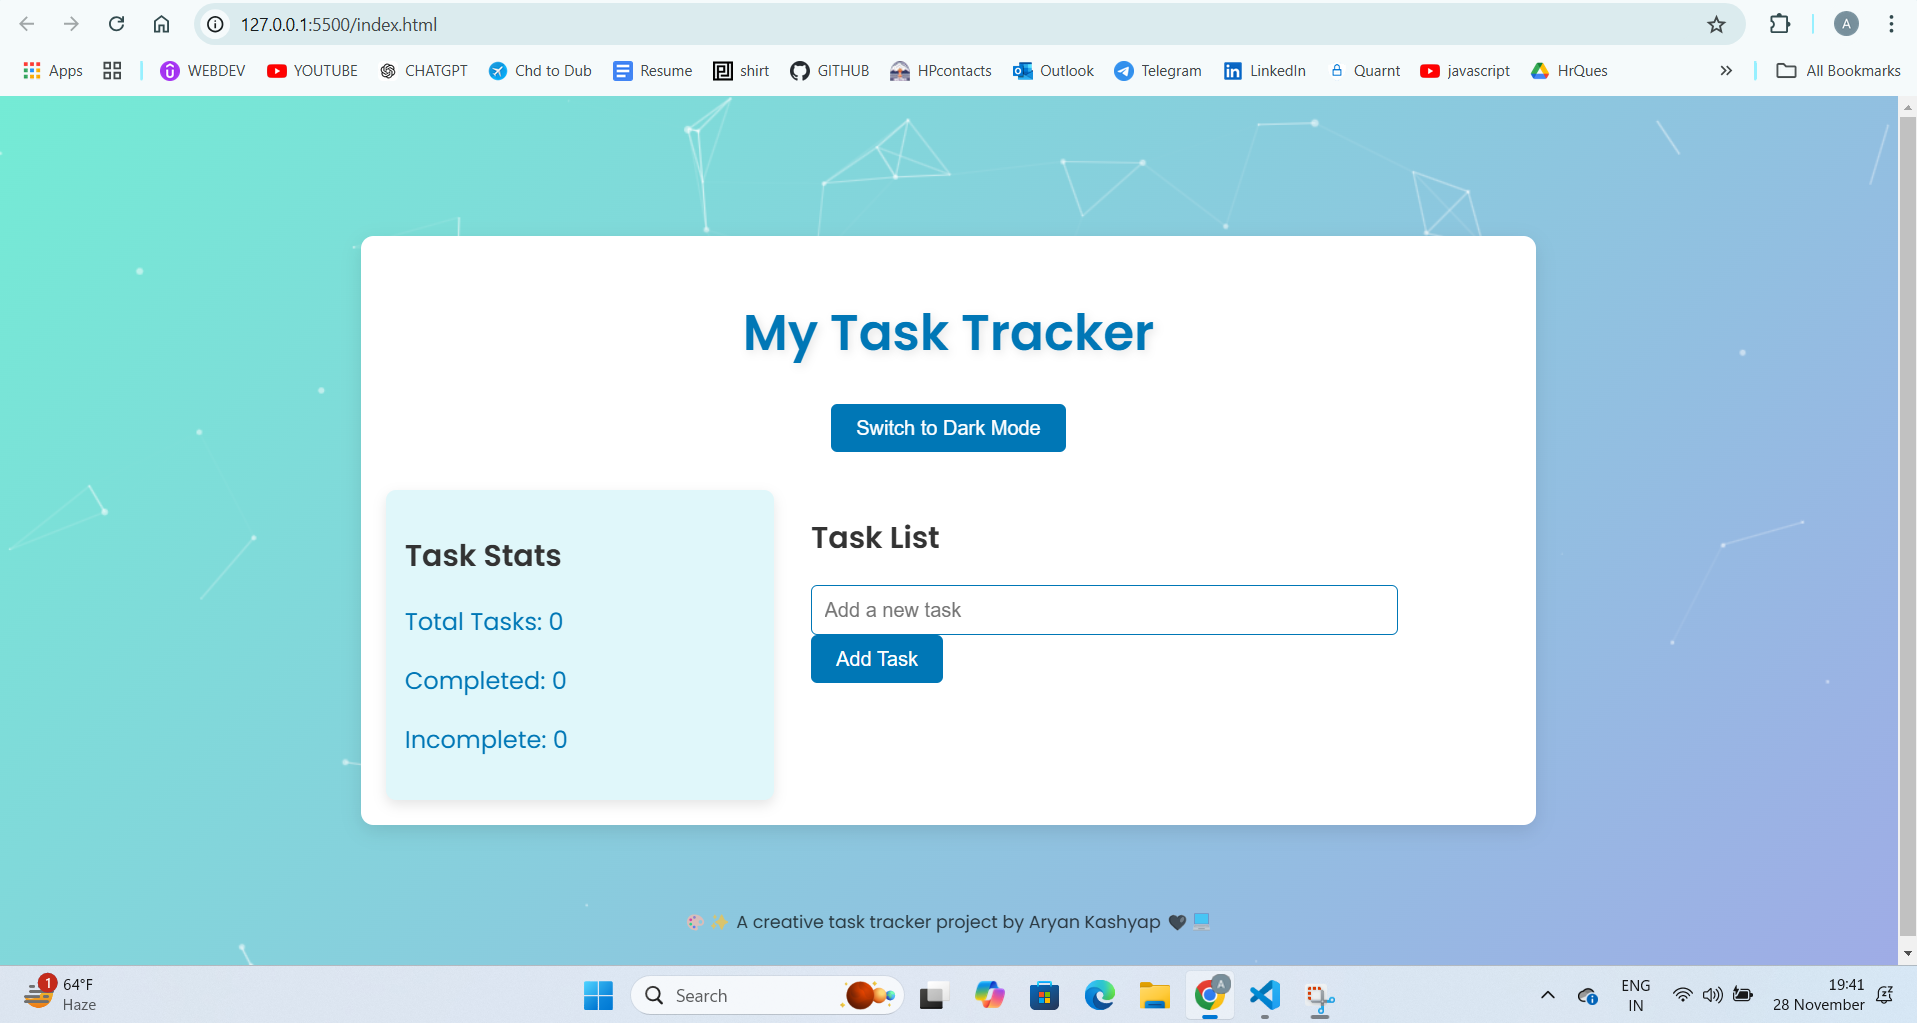 127.0.0.1:5500/index.html
A
Apps WEBDEV YOUTUBE CHATGPT Chd to Dub Resume shirt GITHUB HPcontacts Outlook Telegram LinkedIn Quarnt javascript HrQues » All Bookmarks
My Task Tracker
Switch to Dark Mode
Task Stats
Total Tasks: 0
Completed: 0
Incomplete: 0
Task List
Add a new task
Add Task
🎨 ✨ A creative task tracker project by Aryan Kashyap 🖤 💻
1
64°F
Haze
Search
A
ENG
IN
19:41
28 November